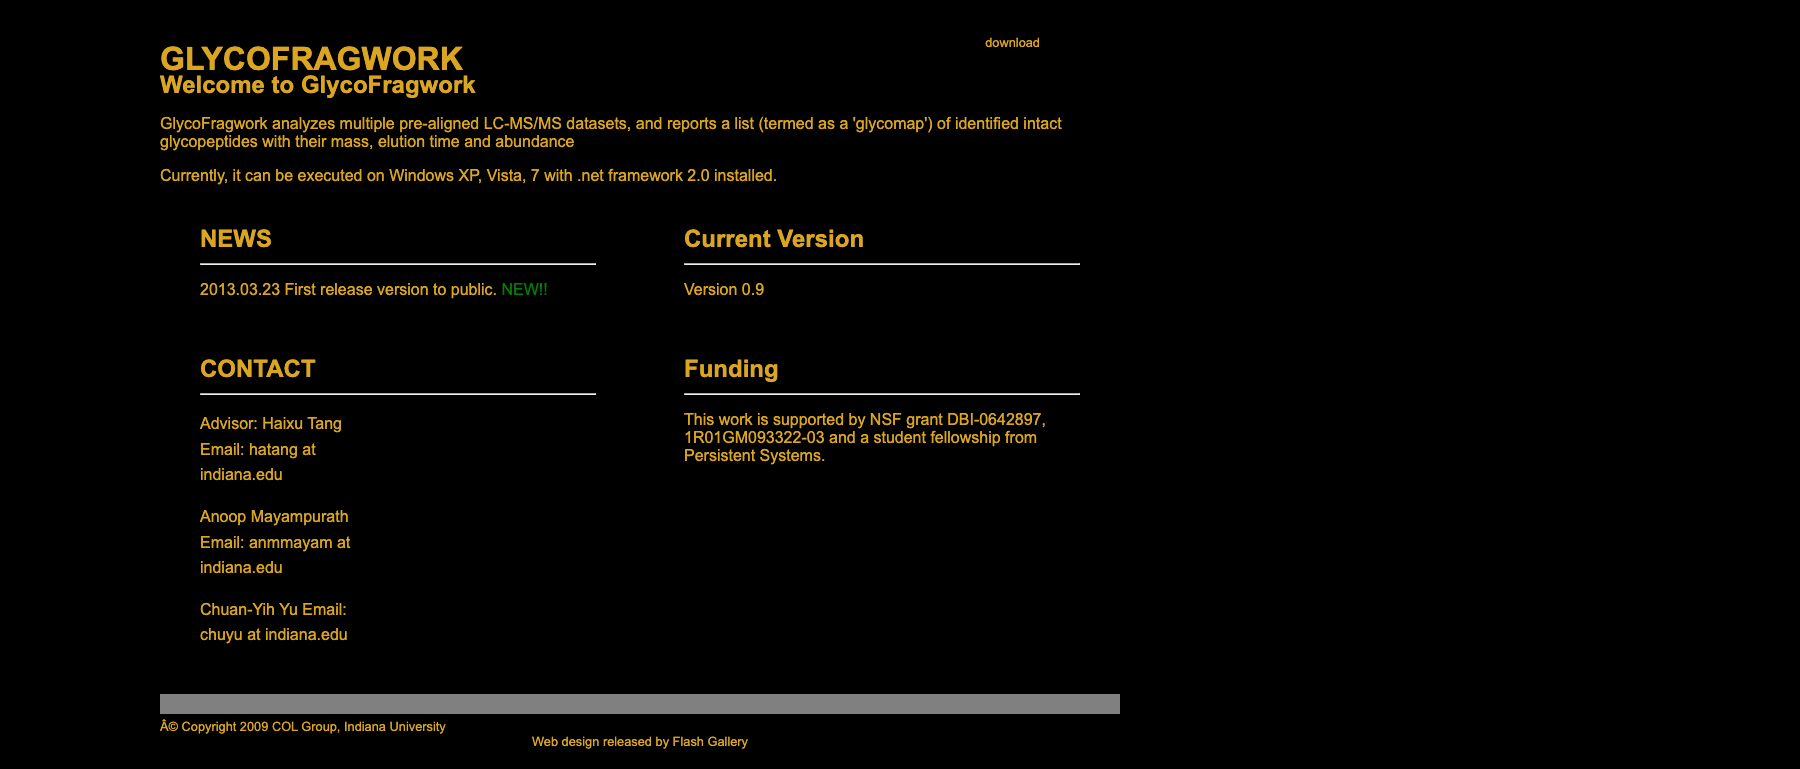 download
GLYCOFRAGWORK
Welcome to GlycoFragwork
GlycoFragwork analyzes multiple pre-aligned LC-MS/MS datasets, and reports a list (termed as a 'glycomap') of identified intact
glycopeptides with their mass, elution time and abundance
Currently, it can be executed on Windows XP, Vista, 7 with .net framework 2.0 installed.
NEWS
2013.03.23 First release version to public. NEW!!
Current Version
Version 0.9
CONTACT
Advisor: Haixu Tang
Email: hatang at
indiana.edu
Anoop Mayampurath
Email: anmmayam at
indiana.edu
Chuan-Yih Yu Email:
chuyu at indiana.edu
Funding
This work is supported by NSF grant DBI-0642897,
1R01GM093322-03 and a student fellowship from
Persistent Systems.
Â© Copyright 2009 COL Group, Indiana University
Web design released by Flash Gallery